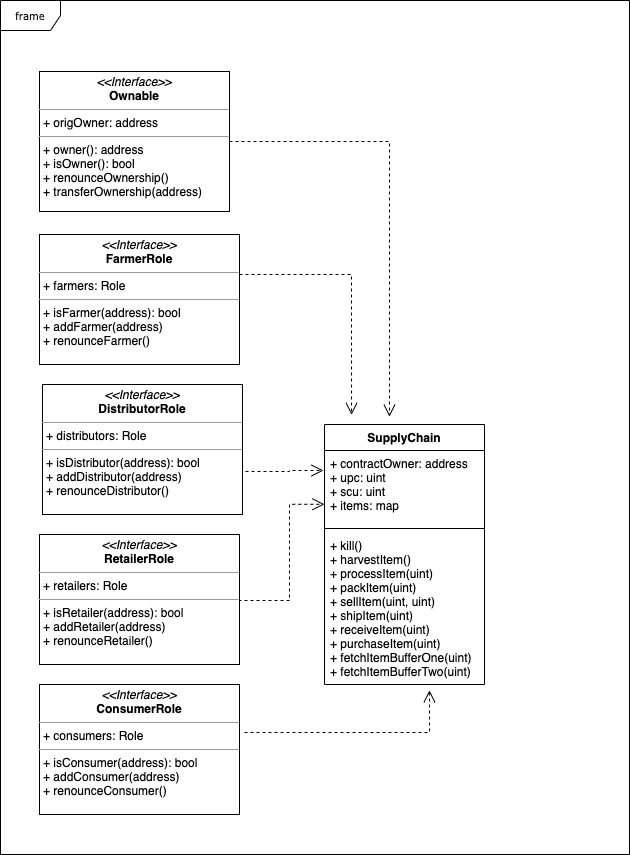 frame
<<Interface>>
Ownable
+ origOwner: address
+ owner(): address
+ isOwner(): bool
+ renounceOwnership()
+ transferOwnership(address)
<<Interface>>
FarmerRole
+ farmers: Role
+ isFarmer(address): bool
+ addFarmer(address)
+ renounceFarmer()
<<Interface>>
DistributorRole
+ distributors: Role
+ isDistributor(address): bool
+ addDistributor(address)
+ renounceDistributor()
<<Interface>>
RetailerRole
+ retailers: Role
+ isRetailer(address): bool
+ addRetailer(address)
+ renounceRetailer()
<<Interface>>
ConsumerRole
+ consumers: Role
+ isConsumer(address): bool
+ addConsumer(address)
+ renounceConsumer()
SupplyChain
+ contractOwner: address
+ upc: uint
+ scu: uint
+ items: map
+ kill()
+ harvestItem()
+ processItem(uint)
+ packItem(uint)
+ sellItem(uint, uint)
+ shipItem(uint)
+ receiveItem(uint)
+ purchaseItem(uint)
+ fetchItemBufferOne(uint)
+ fetchItemBufferTwo(uint)